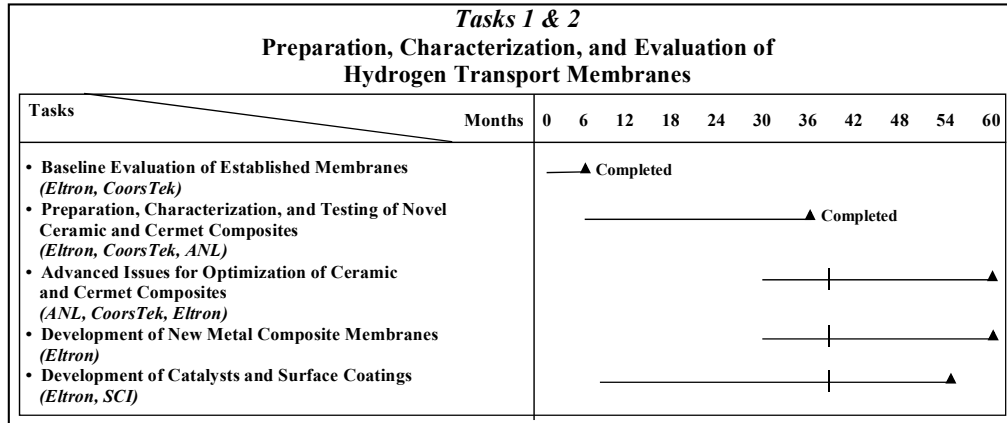 Tasks 1 & 2
Preparation, Characterization, and Evaluation of
Hydrogen Transport Membranes
Tasks
Months 0 6 12 18 24 30 36 42 48 54 60
• Baseline Evaluation of Established Membranes
(Eltron, CoorsTek)
Completed
• Preparation, Characterization, and Testing of Novel
Ceramic and Cermet Composites
(Eltron, CoorsTek, ANL)
Completed
• Advanced Issues for Optimization of Ceramic
and Cermet Composites
(ANL, CoorsTek, Eltron)
• Development of New Metal Composite Membranes
(Eltron)
• Development of Catalysts and Surface Coatings
(Eltron, SCI)